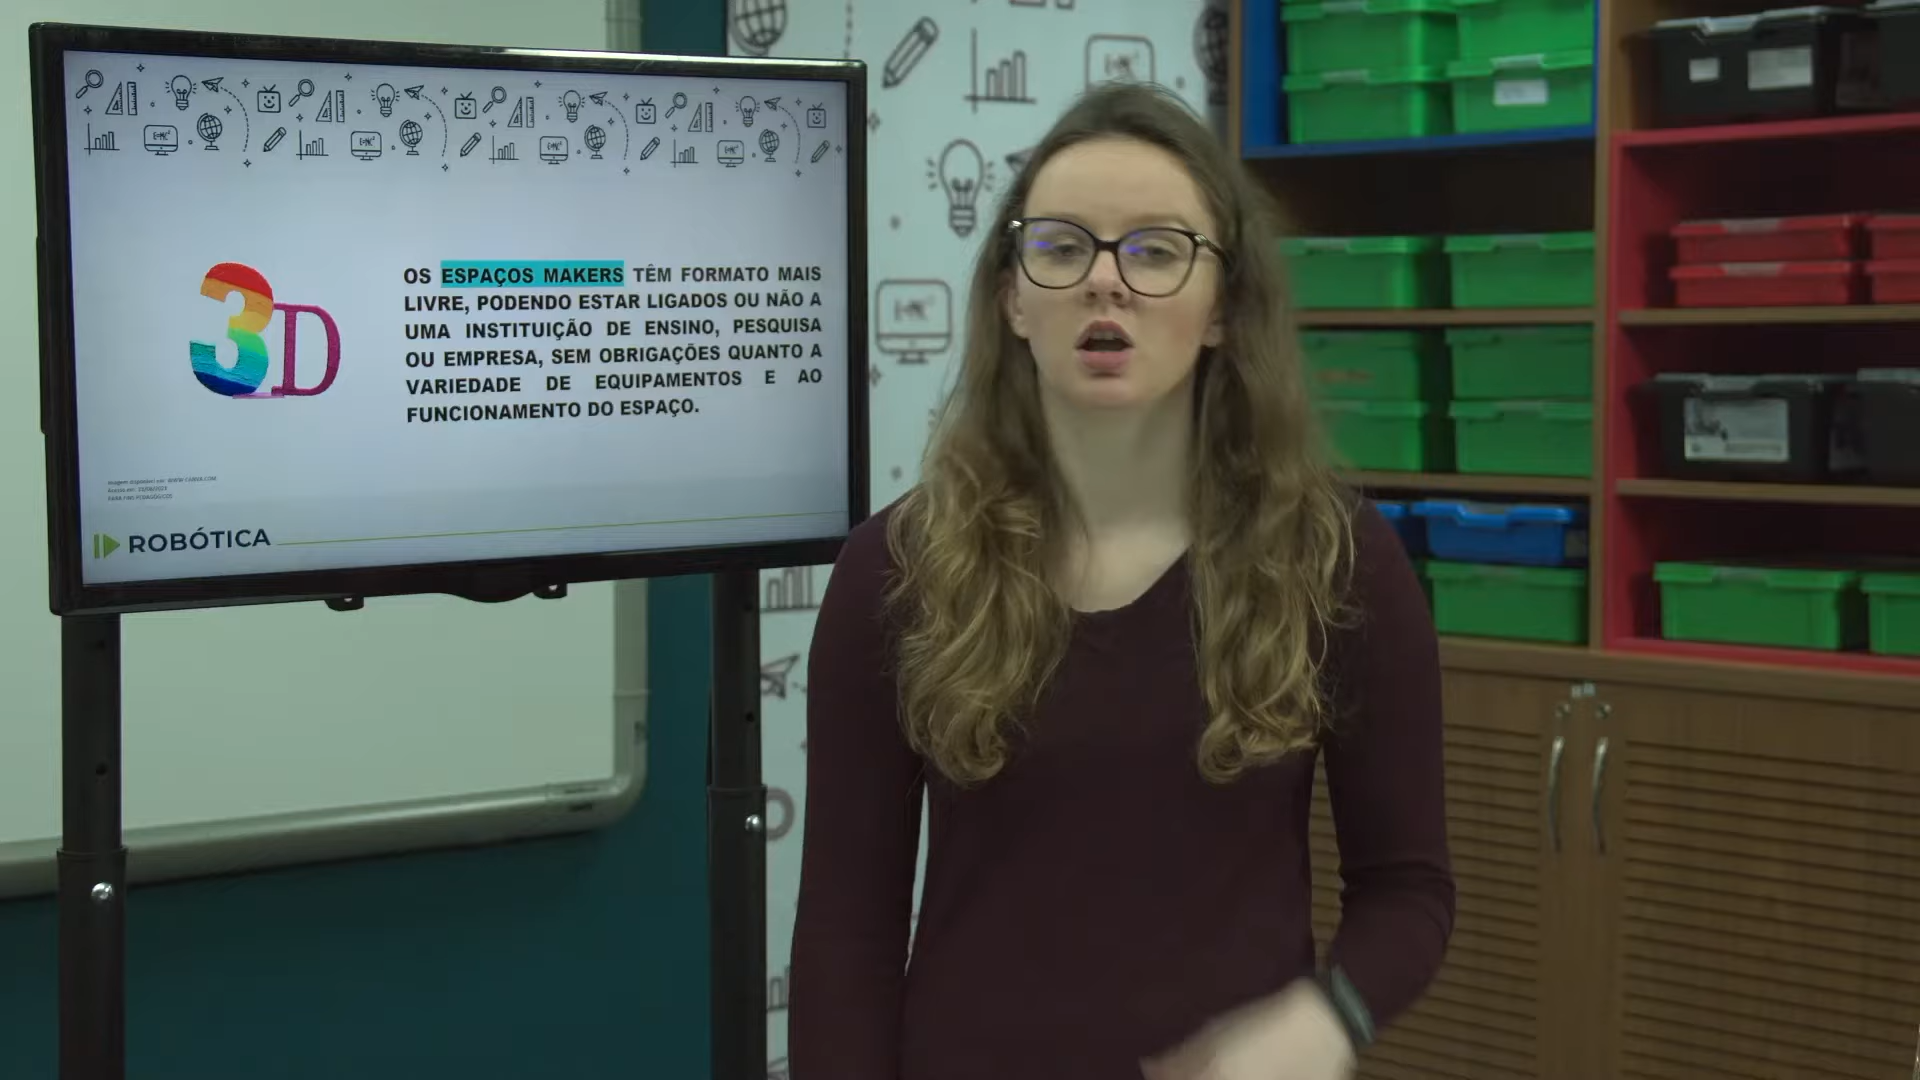 OS ESPAÇOS MAKERS TÊM FORMATO MAIS
LIVRE, PODENDO ESTAR LIGADOS OU NÃO A
UMA INSTITUIÇÃO DE ENSINO, PESQUISA
OU EMPRESA, SEM OBRIGAÇÕES QUANTO A
VARIEDADE DE EQUIPAMENTOS E AO
FUNCIONAMENTO DO ESPAÇO.
3D
ROBÓTICA